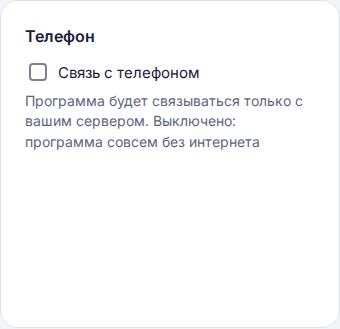 Телефон
Связь с телефоном
Программа будет связываться только с
вашим сервером. Выключено:
программа совсем без интернета